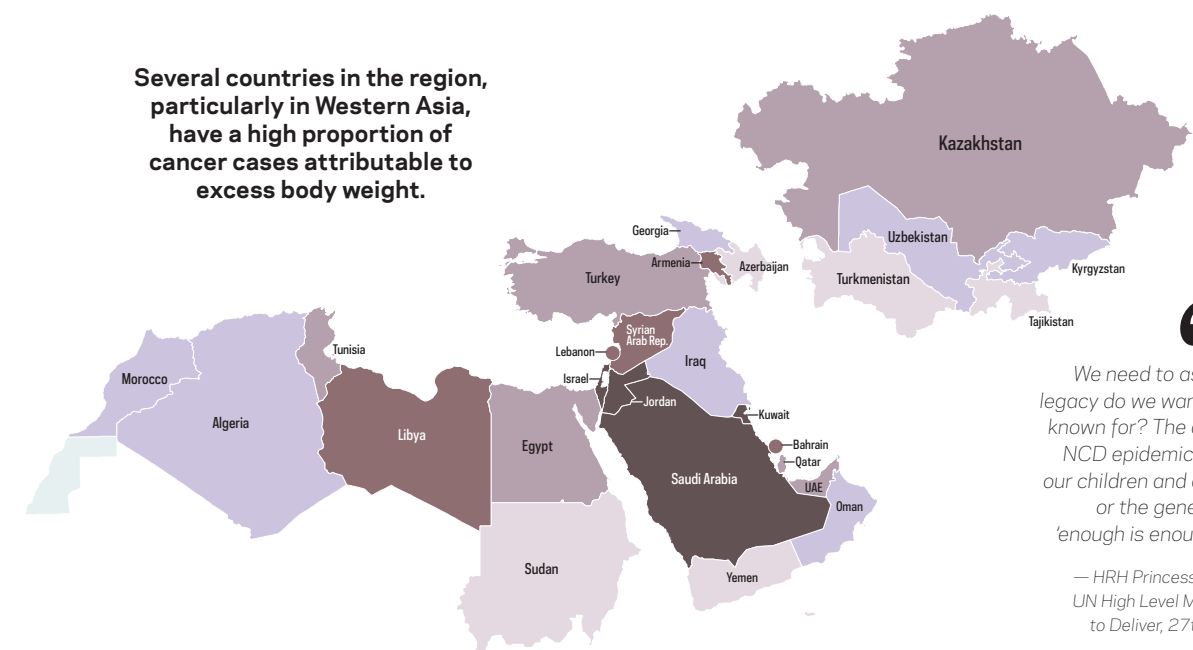 Several countries in the region,
particularly in Western Asia,
have a high proportion of
cancer cases attributable to
excess body weight.
Kazakhstan
Georgia
Uzbekistan
Armenia
Azerbaijan
Kyrgyzstan
Turkey
Turkmenistan
Tajikistan
Syrian
Arab Rep.
Tunisia
Lebanon
Iraq
Israel
Morocco
Jordan
Kuwait
Algeria
Libya
Egypt
Bahrain
Qatar
Saudi Arabia
UAE
Oman
Sudan
Yemen
We need to as
legacy do we wan
known for? The
NCD epidemic
our children and
or the gene
‘enough is enou
— HRH Princess
UN High Level M
to Deliver, 27t